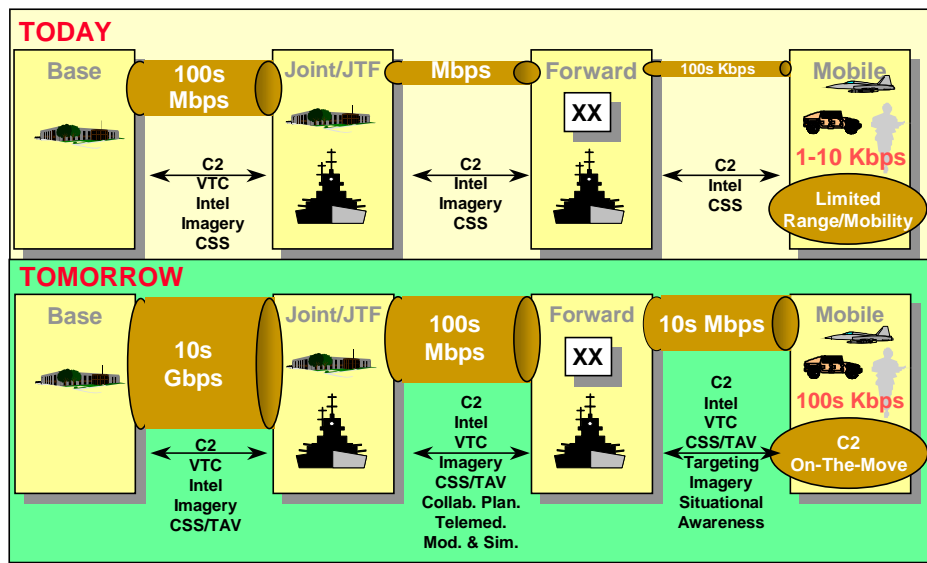 TODAY
Base
100s
Mbps
Joint/JTF
Mbps
Forward
100s Kbps
Mobile
XX
1-10 Kbps
C2
VTC
Intel
Imagery
CSS
C2
Intel
Imagery
CSS
C2
Intel
CSS
Limited
Range/Mobility
TOMORROW
Base
10s
Gbps
Joint/JTF
100s
Mbps
Forward
10s Mbps
Mobile
XX
100s Kbps
C2
VTC
Intel
Imagery
CSS/TAV
C2
Intel
VTC
Imagery
CSS/TAV
Collab. Plan.
Telemed.
Mod. & Sim.
C2
Intel
VTC
CSS/TAV
Targeting
Imagery
Situational
Awareness
C2
On-The-Move